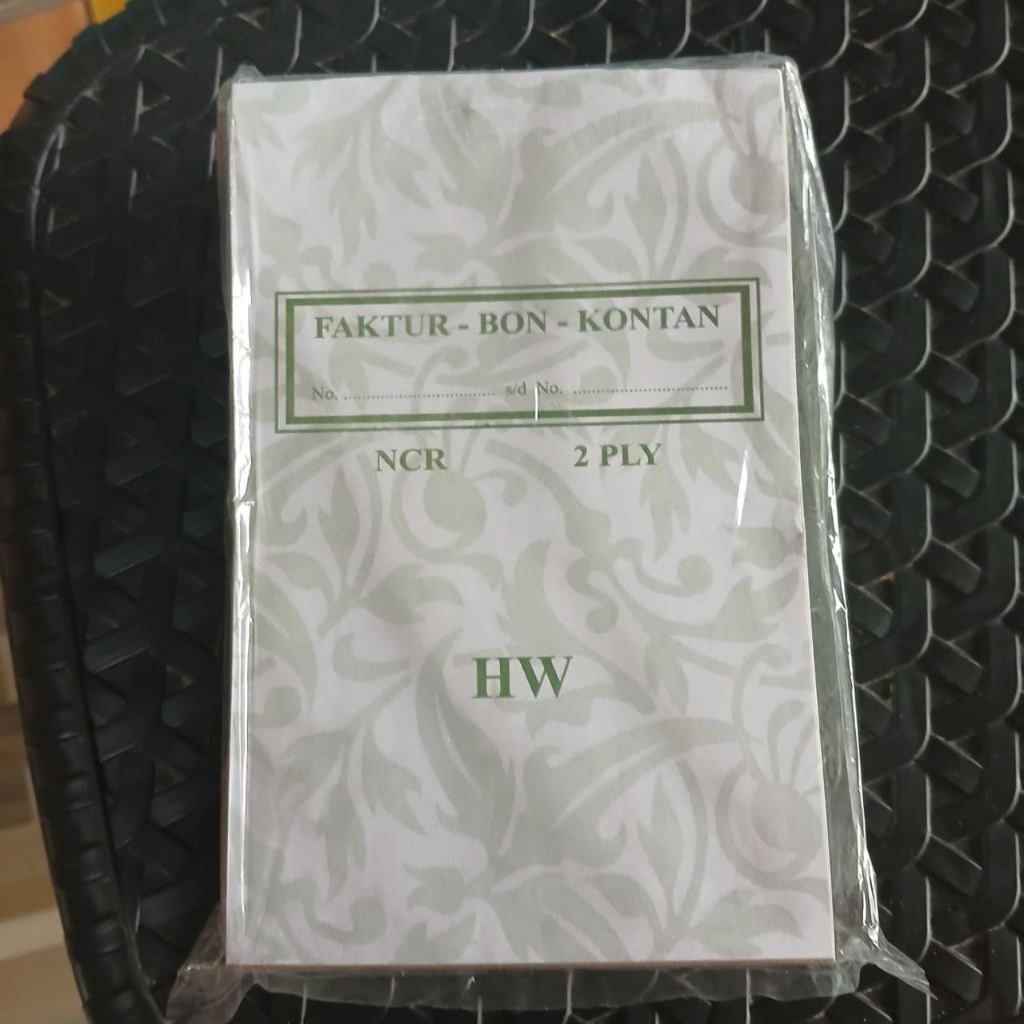 FAKTUR - BON - KONTAN
No. ................................ s/d No. ................................
NCR 2 PLY
HW